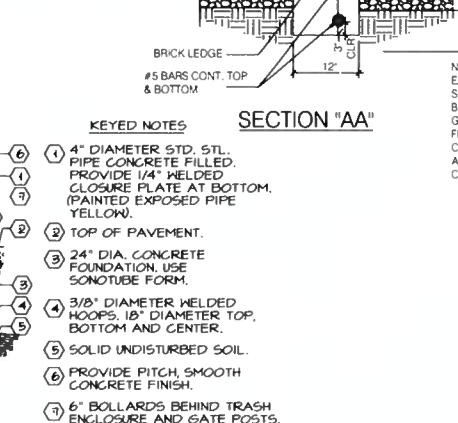 BRICK LEDGE
#5 BARS CONT. TOP
& BOTTOM
3"
CLR
12"
SECTION "AA"
KEYED NOTES
1 4" DIAMETER STD. STL.
PIPE CONCRETE FILLED.
PROVIDE 1/4" WELDED
CLOSURE PLATE AT BOTTOM.
(PAINTED EXPOSED PIPE
YELLOW).
2 TOP OF PAVEMENT.
3 24" DIA. CONCRETE
FOUNDATION. USE
SONOTUBE FORM.
4 3/8" DIAMETER WELDED
HOOPS. 18" DIAMETER TOP,
BOTTOM AND CENTER.
5 SOLID UNDISTURBED SOIL.
6 PROVIDE PITCH, SMOOTH
CONCRETE FINISH.
7 6" BOLLARDS BEHIND TRASH
ENCLOSURE AND GATE POSTS.
6
1
7
2
3
4
5